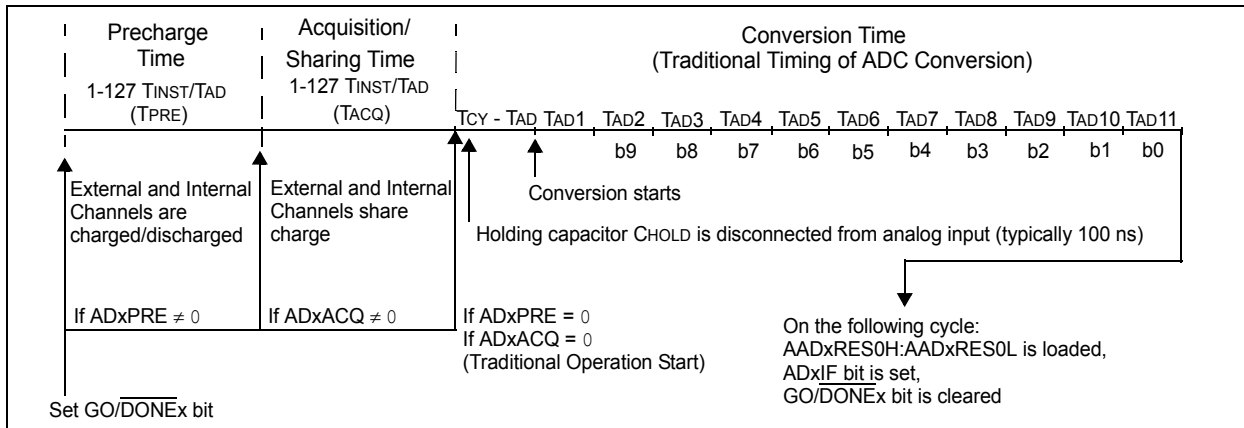 Precharge
Time
1-127 TINST/TAD
(TPRE)
Acquisition/
Sharing Time
1-127 TINST/TAD
(TACQ)
Conversion Time
(Traditional Timing of ADC Conversion)
TCY - TAD TAD1 TAD2 TAD3 TAD4 TAD5 TAD6 TAD7 TAD8 TAD9 TAD10 TAD11
b9 b8 b7 b6 b5 b4 b3 b2 b1 b0
External and Internal
Channels are
charged/discharged
External and Internal
Channels share
charge
Conversion starts
Holding capacitor CHOLD is disconnected from analog input (typically 100 ns)
If ADxPRE ≠ 0
If ADxACQ ≠ 0
If ADxPRE = 0
If ADxACQ = 0
(Traditional Operation Start)
On the following cycle:
AADxRES0H:AADxRES0L is loaded,
ADxIF bit is set,
GO/DONEx bit is cleared
Set GO/DONEx bit